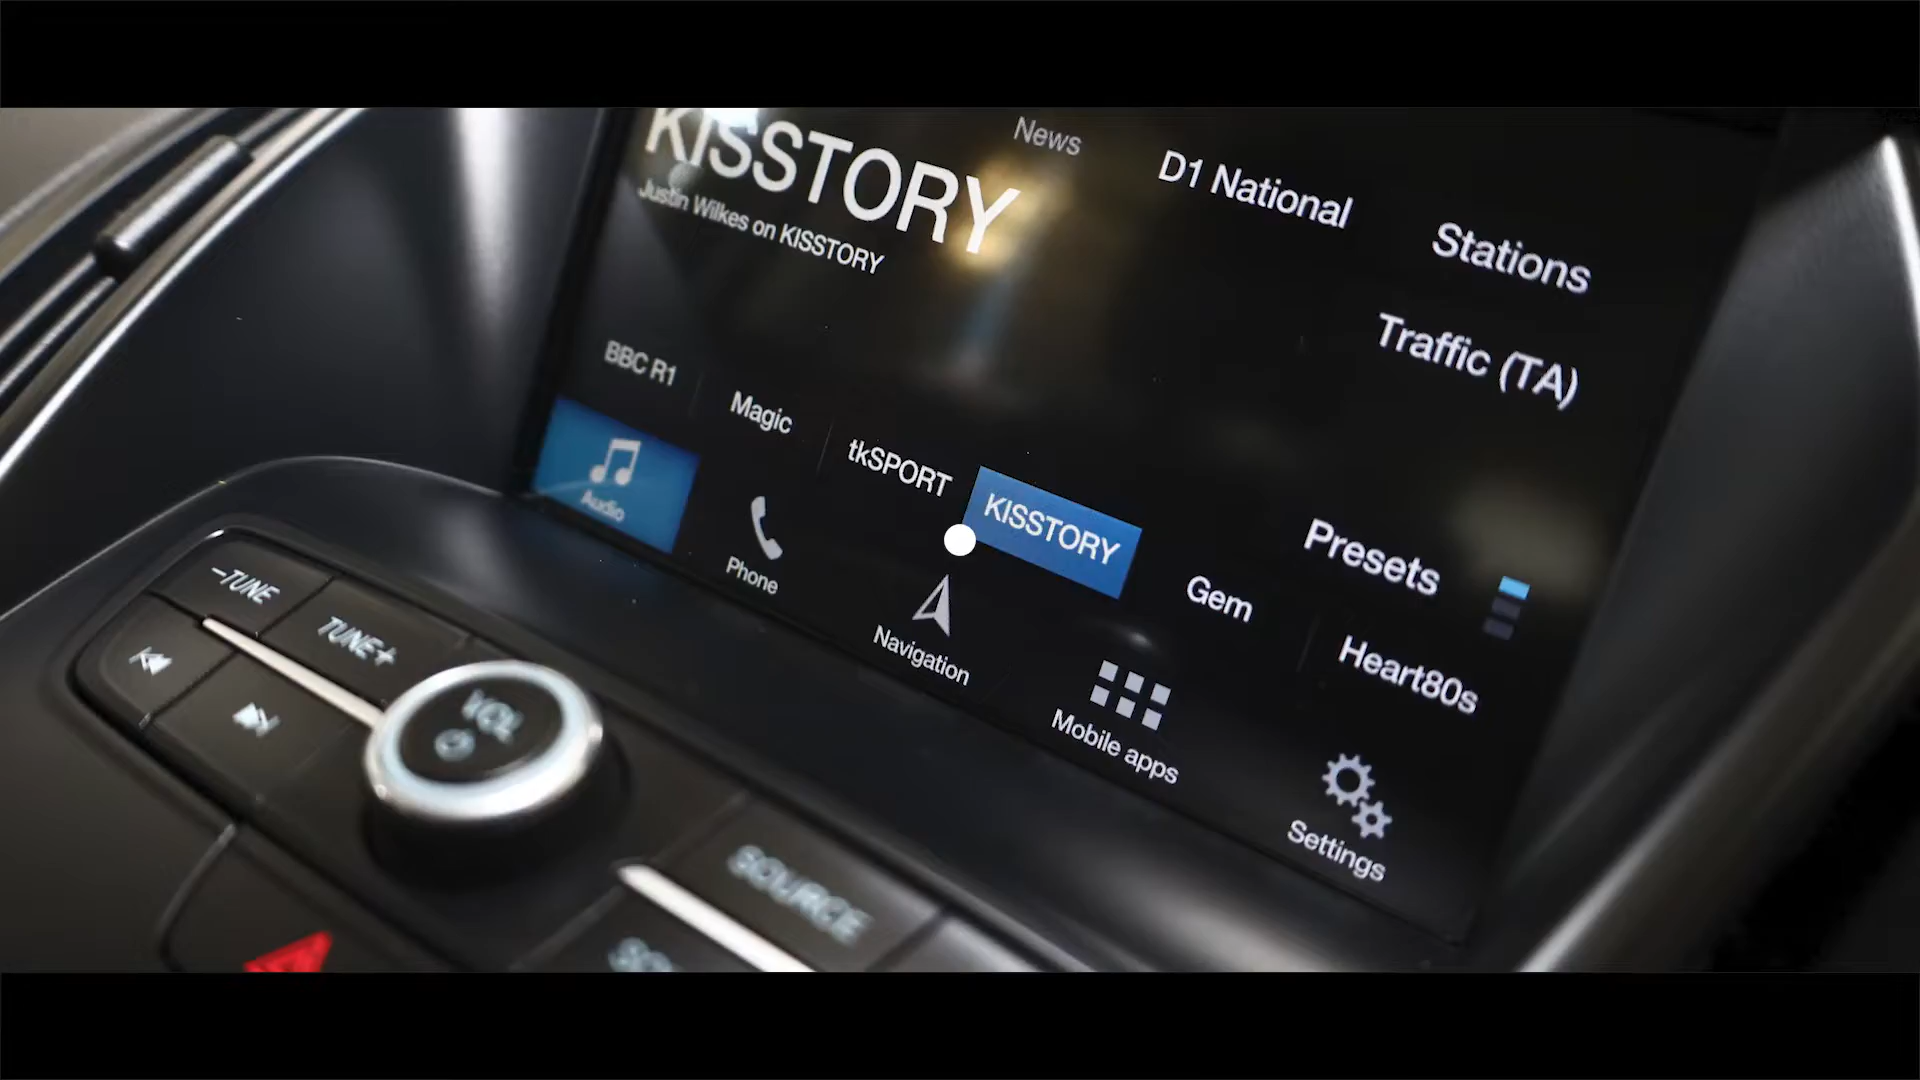 KISSTORY
Justin Wilkes on KISSTORY
News
D1 National
Stations
Traffic (TA)
BBC R1
Magic
tkSPORT
KISSTORY
Gem
Heart80s
Presets
Audio
Phone
Navigation
Mobile apps
Settings
–TUNE
TUNE+
VOL
SOURCE